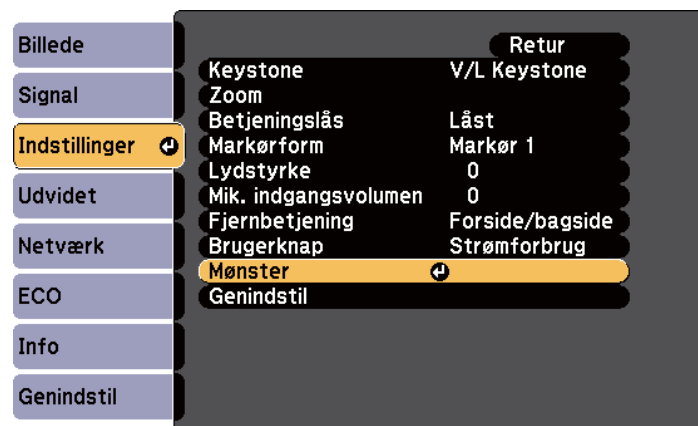 Billede
Signal
Indstillinger
Udvidet
Netværk
ECO
Info
Genindstil
Retur
Keystone V/L Keystone
Zoom
Betjeningslås Låst
Markørform Markør 1
Lydstyrke 0
Mik. indgangsvolumen 0
Fjernbetjening Forside/bagside
Brugerknap Strømforbrug
Mønster
Genindstil